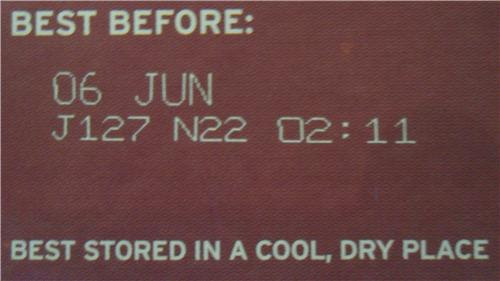 BEST BEFORE:
06 JUN
J127 N22 02:11
BEST STORED IN A COOL, DRY PLACE